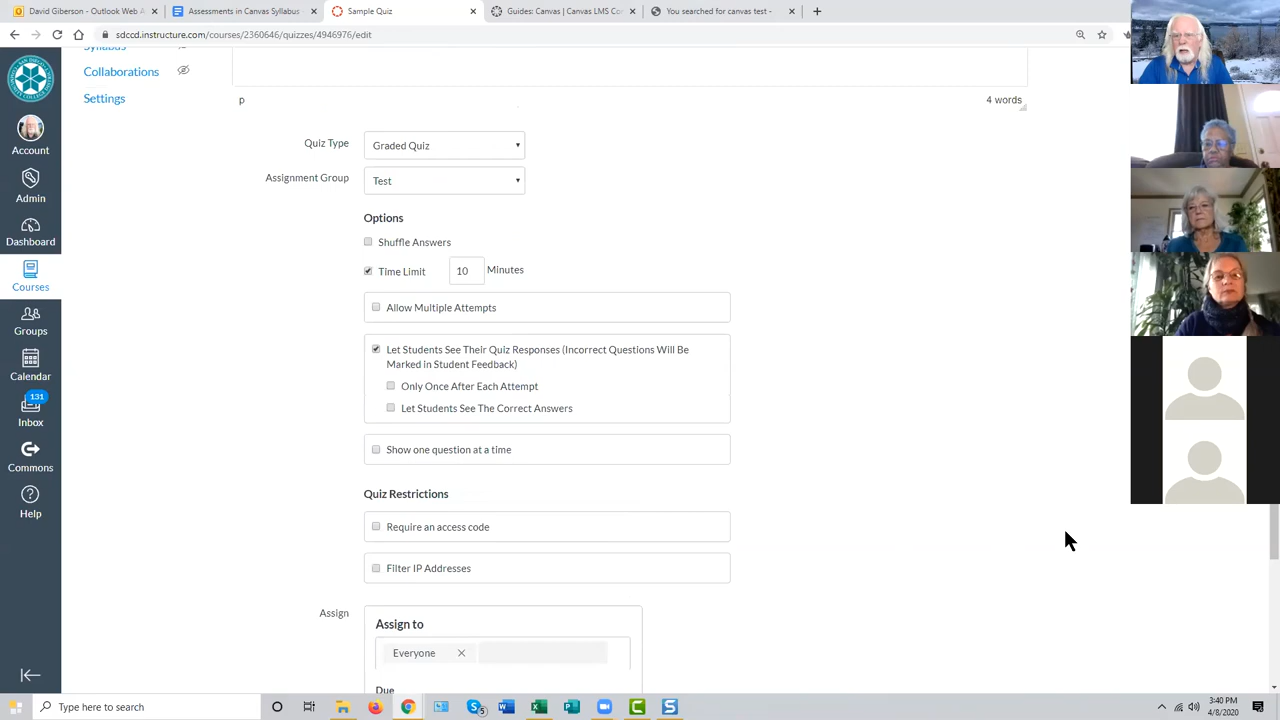 David Giberson - Outlook Web A
Assessments in Canvas Syllabus
Sample Quiz
Guides: Canvas | Canvas LMS Co
You searched for canvas test -
sdccd.instructure.com/courses/2360646/quizzes/4946976/edit
Syllabus
Collaborations
Settings
Account
Admin
Dashboard
Courses
Groups
Calendar
131
Inbox
Commons
Help
p
4 words
Quiz Type
Graded Quiz
Assignment Group
Test
Options
Shuffle Answers
Time Limit
10
Minutes
Allow Multiple Attempts
Let Students See Their Quiz Responses (Incorrect Questions Will Be
Marked in Student Feedback)
Only Once After Each Attempt
Let Students See The Correct Answers
Show one question at a time
Quiz Restrictions
Require an access code
Filter IP Addresses
Assign
Assign to
Everyone
Due
Type here to search
5
3:40 PM
4/8/2020